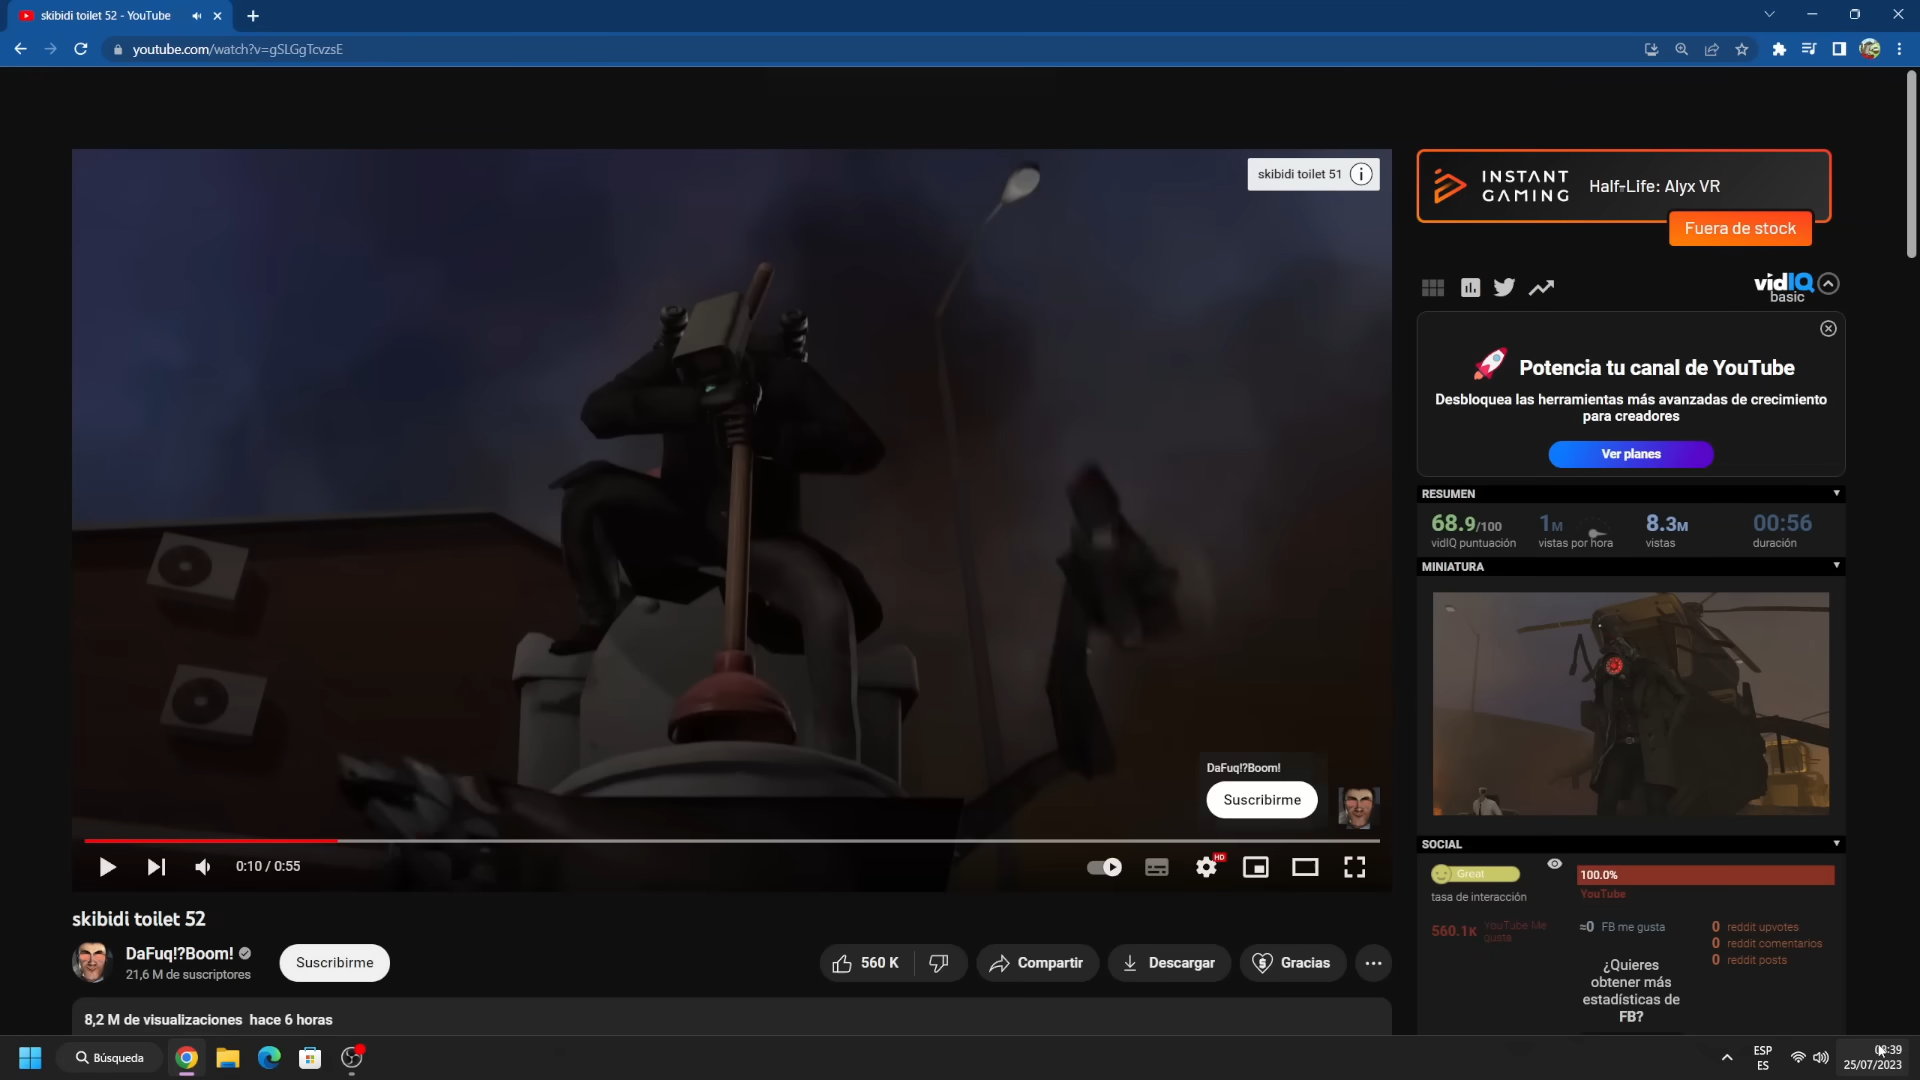 skibidi toilet 52 - YouTube
youtube.com/watch?v=gSLGgTcvzsE
skibidi toilet 51
INSTANT GAMING
Half-Life: Alyx VR
Fuera de stock
vidIQ
basic
Potencia tu canal de YouTube
Desbloquea las herramientas más avanzadas de crecimiento
para creadores
Ver planes
RESUMEN
68.9/100
vidIQ puntuación
1M
vistas por hora
8.3M
vistas
00:56
duración
MINIATURA
DaFuq!?Boom!
Suscribirme
0:10 / 0:55
HD
SOCIAL
Great
tasa de interacción
100.0%
YouTube
560.1K YouTube Me
gusta
≈0 FB me gusta
0 reddit upvotes
0 reddit comentarios
0 reddit posts
¿Quieres
obtener más
estadísticas de
FB?
skibidi toilet 52
DaFuq!?Boom!
21,6 M de suscriptores
Suscribirme
560 K
Compartir
Descargar
Gracias
8,2 M de visualizaciones hace 6 horas
Búsqueda
ESP
ES
25/07/2023